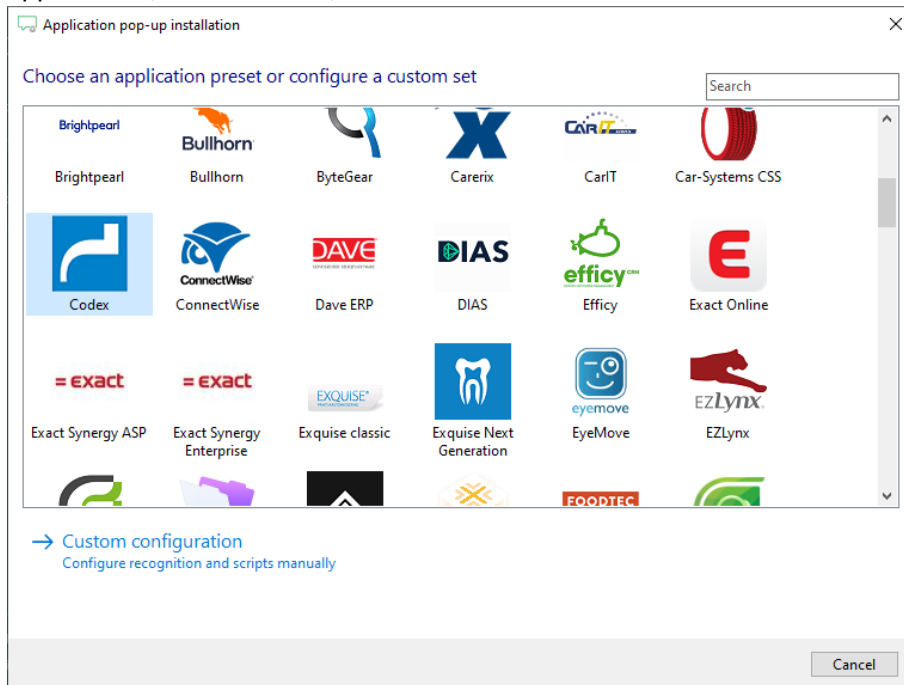 Application pop-up installation
Choose an application preset or configure a custom set
Search
Brightpearl
Bullhorn
CarIT
Brightpearl
Bullhorn
ByteGear
Carerix
CarIT
Car-Systems CSS
ConnectWise
DAVE
DIAS
efficy CRM
E
Codex
ConnectWise
Dave ERP
DIAS
Efficy
Exact Online
= exact
= exact
EXQUISE
eyemove
EZLynx
Exact Synergy ASP
Exact Synergy Enterprise
Exquise classic
Exquise Next Generation
EyeMove
EZLynx
FOODTEC
Custom configuration
Configure recognition and scripts manually
Cancel